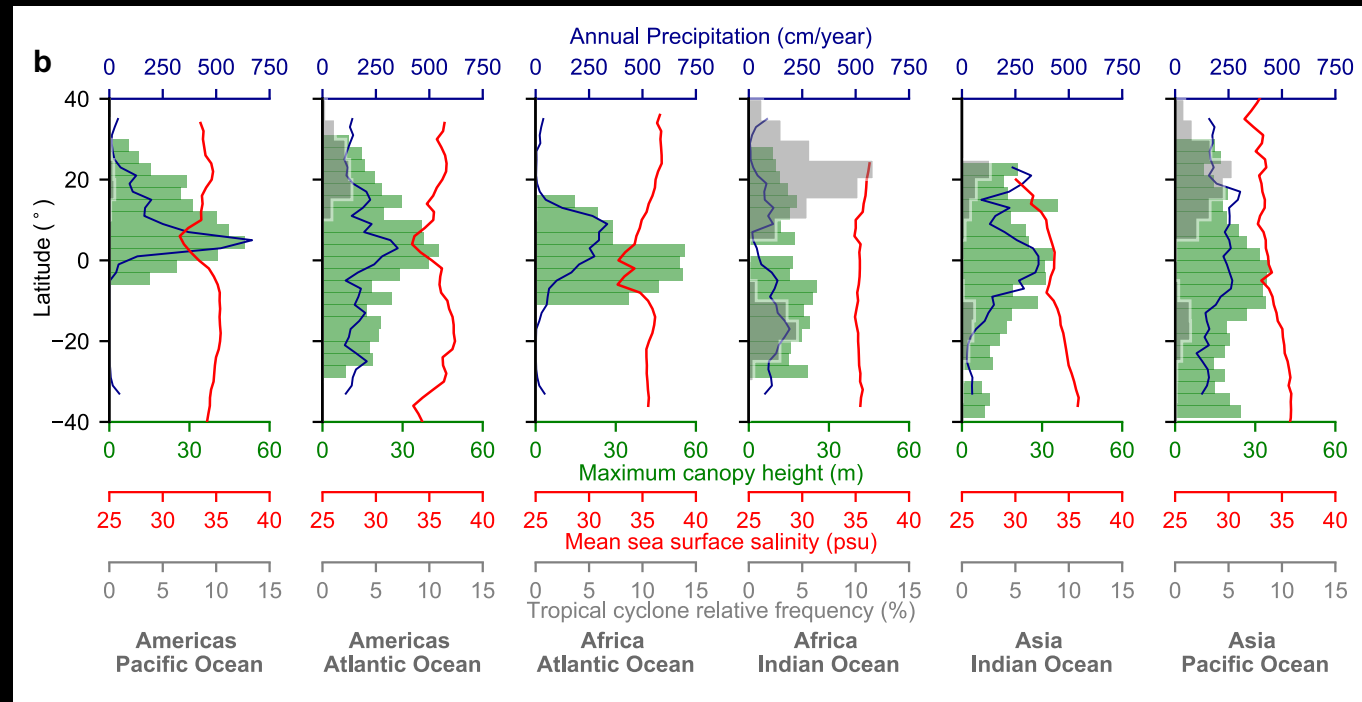 Annual Precipitation (cm/year)
b
0 250 500 750 0 250 500 750 0 250 500 750 0 250 500 750 0 250 500 750 0 250 500 750
40
20
0
−20
−40
Latitude (°)
0 30 60 0 30 60 0 30 60 0 30 60 0 30 60 0 30 60
Maximum canopy height (m)
25 30 35 40 25 30 35 40 25 30 35 40 25 30 35 40 25 30 35 40 25 30 35 40
Mean sea surface salinity (psu)
0 5 10 15 0 5 10 15 0 5 10 15 0 5 10 15 0 5 10 15 0 5 10 15
Tropical cyclone relative frequency (%)
Americas
Pacific Ocean
Americas
Atlantic Ocean
Africa
Atlantic Ocean
Africa
Indian Ocean
Asia
Indian Ocean
Asia
Pacific Ocean